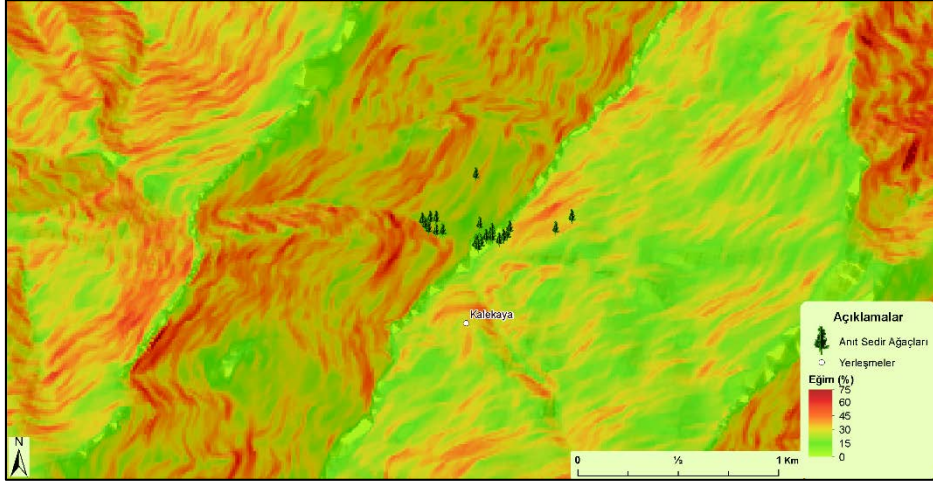 Kalekaya
Açıklamalar
Anıt Sedir Ağaçları
Yerleşmeler
Eğim (%)
75
60
45
30
15
0
N
0 ½ 1 Km